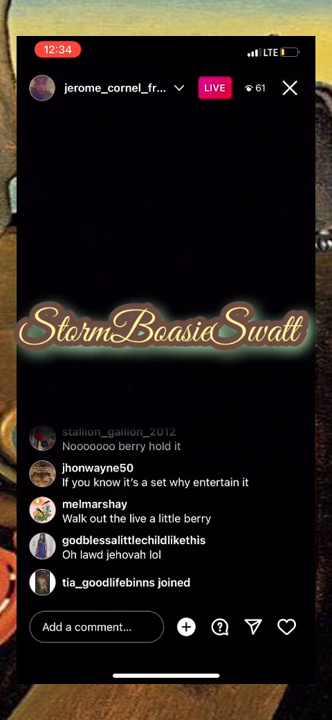 12:34
LTE
jerome_cornel_fr...
LIVE
61
StormBoasieSwatt
stallion_gallion_2012
Nooooooo berry hold it
jhonwayne50
If you know it's a set why entertain it
melmarshay
Walk out the live a little berry
godblessalittlechildlikethis
Oh lawd jehovah lol
tia_goodlifebinns joined
Add a comment...